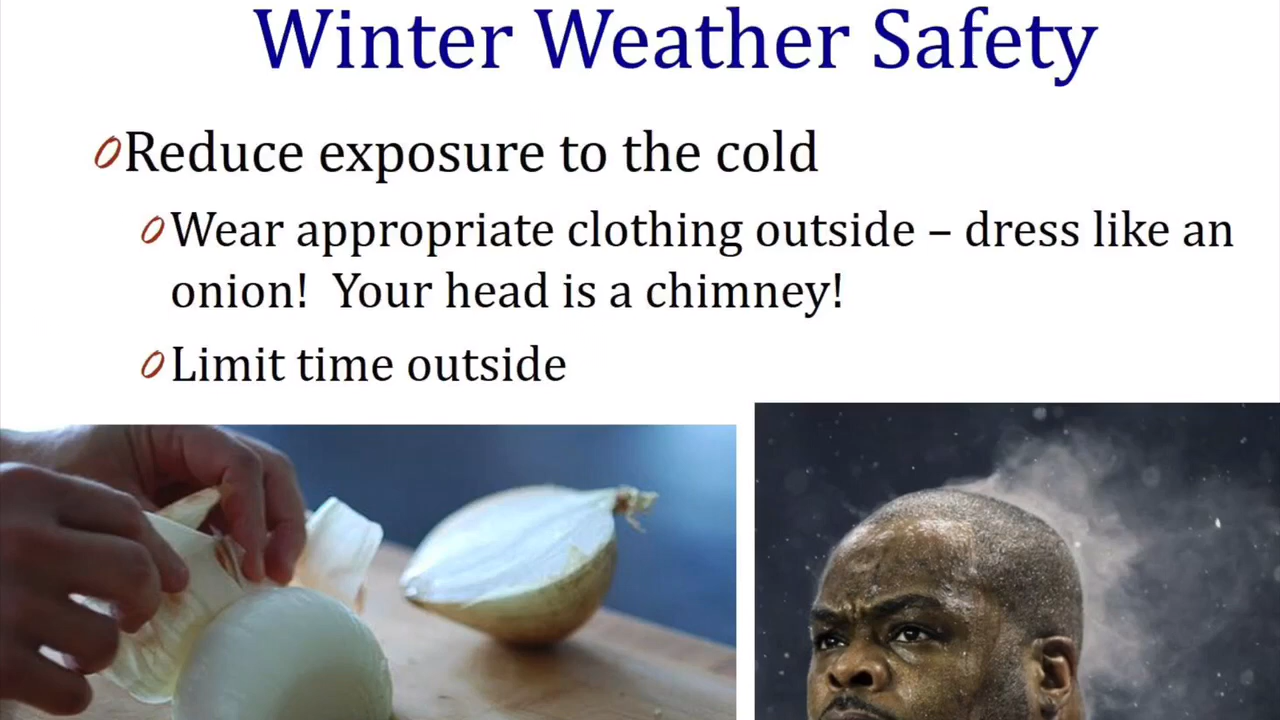 Winter Weather Safety
Reduce exposure to the cold
Wear appropriate clothing outside – dress like an
onion!  Your head is a chimney!
Limit time outside